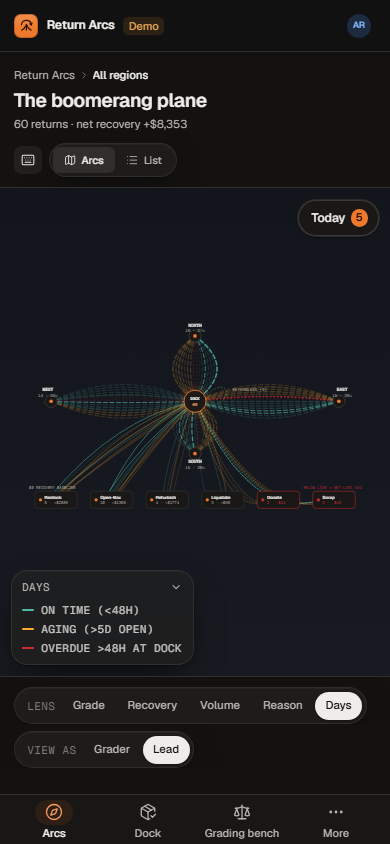 Return Arcs Demo AR
Return Arcs > All regions
The boomerang plane
60 returns · net recovery +$8,353
Arcs List
Today 5
NORTH
WEST
DOCK
EAST
SOUTH
Restock Open-Box Refurbish Liquidate Donate Scrap
DAYS
ON TIME (<48H)
AGING (>5D OPEN)
OVERDUE >48H AT DOCK
LENS Grade Recovery Volume Reason Days
VIEW AS Grader Lead
Arcs Dock Grading bench More